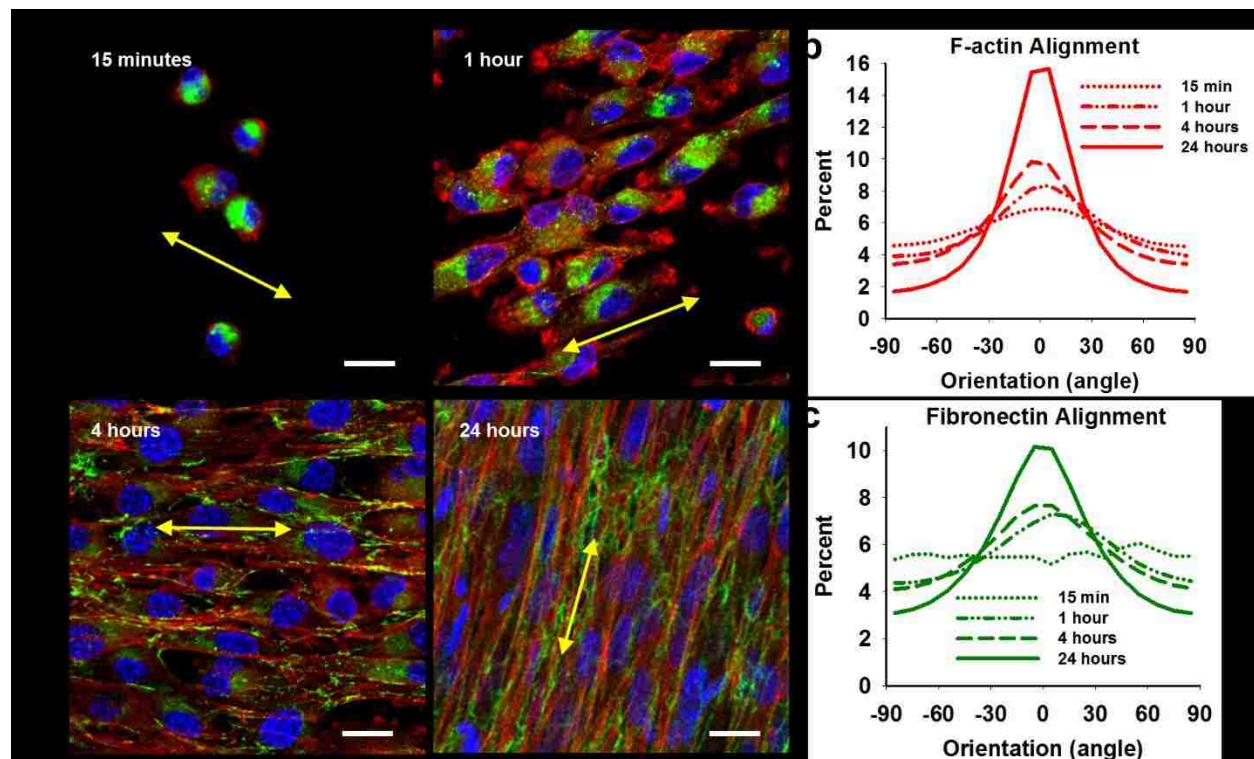 15 minutes
1 hour
4 hours
24 hours
b
F-actin Alignment
16
14
12
10
8
6
4
2
0
Percent
15 min
1 hour
4 hours
24 hours
-90 -60 -30 0 30 60 90
Orientation (angle)
c
Fibronectin Alignment
10
8
6
4
2
0
Percent
15 min
1 hour
4 hours
24 hours
-90 -60 -30 0 30 60 90
Orientation (angle)